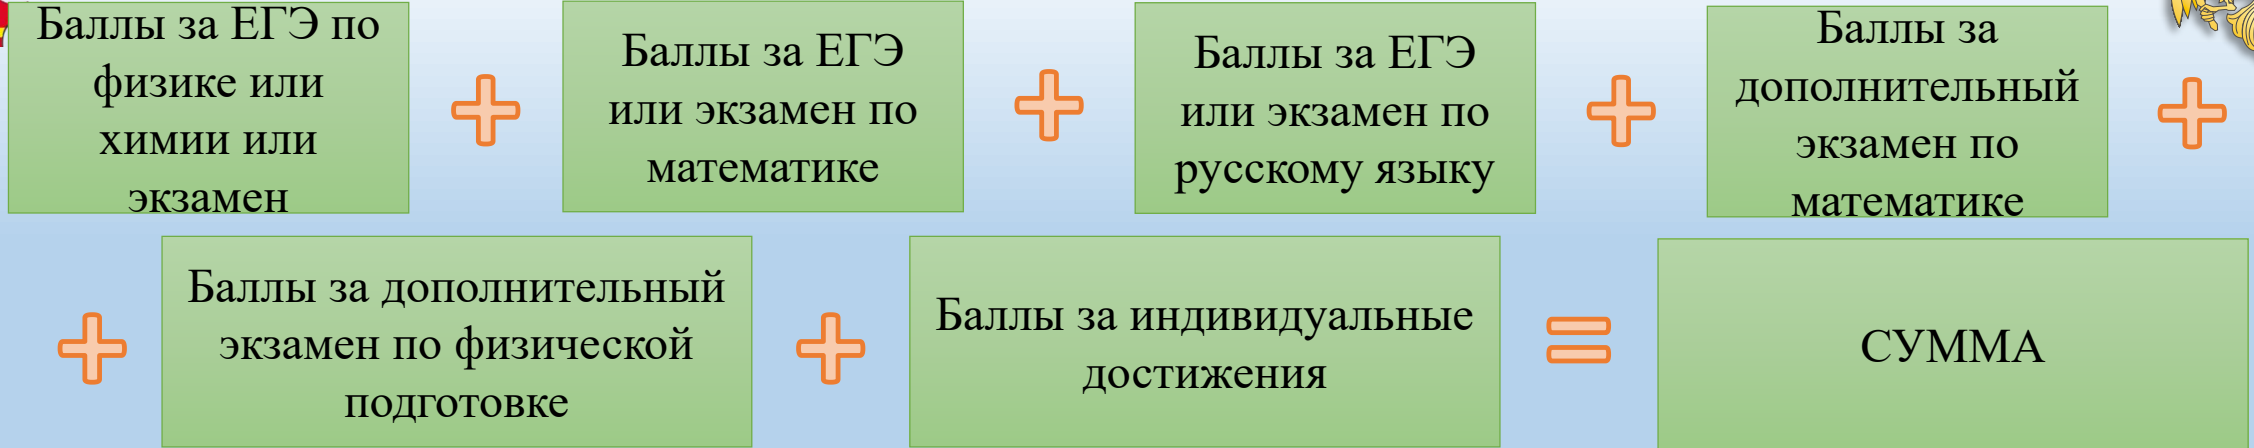 Баллы за ЕГЭ по
физике или
химии или
экзамен
Баллы за ЕГЭ
или экзамен по
математике
Баллы за ЕГЭ
или экзамен по
русскому языку
Баллы за
дополнительный
экзамен по
математике
Баллы за дополнительный
экзамен по физической
подготовке
Баллы за индивидуальные
достижения
СУММА